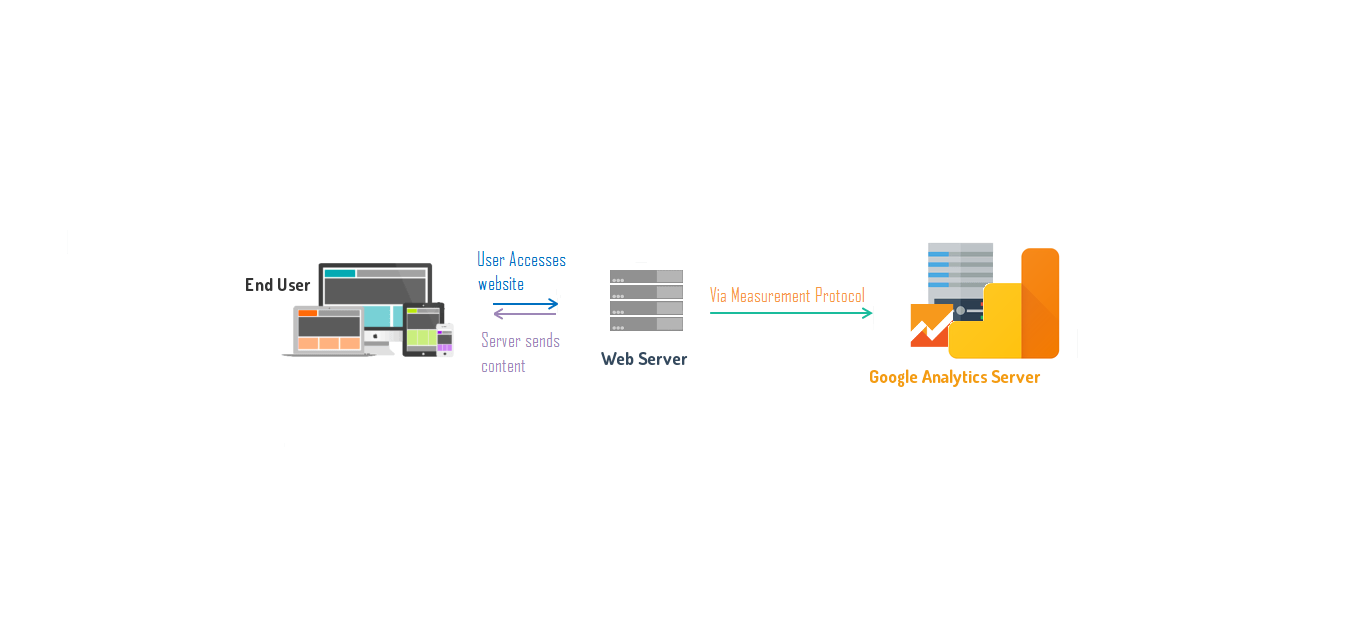 End User
User Accesses
website
Server sends
content
Web Server
Via Measurement Protocol
Google Analytics Server